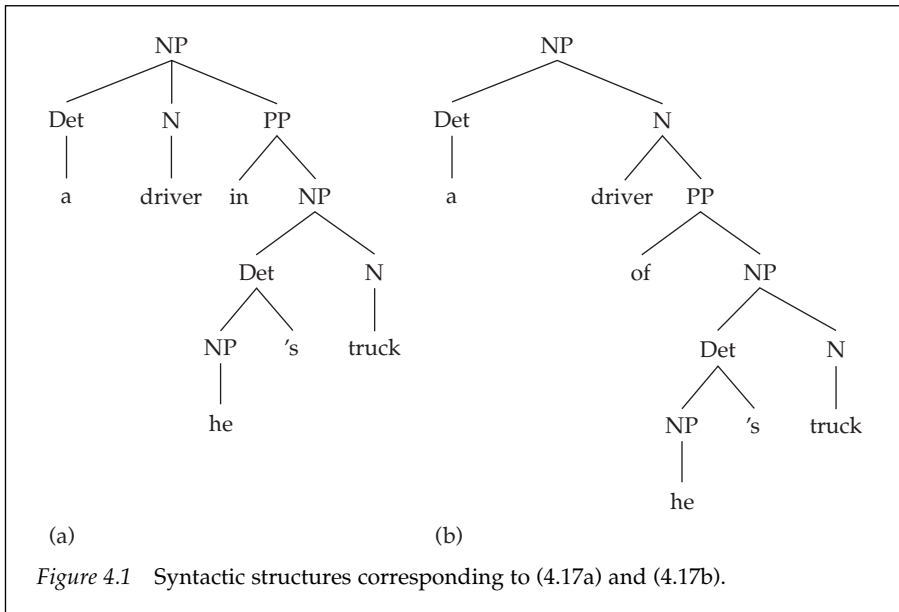 NP NP
Det N PP Det N
a driver in NP a driver PP
Det N of NP
NP 's truck Det N
he NP 's truck
he
(a) (b)
Figure 4.1 Syntactic structures corresponding to (4.17a) and (4.17b).